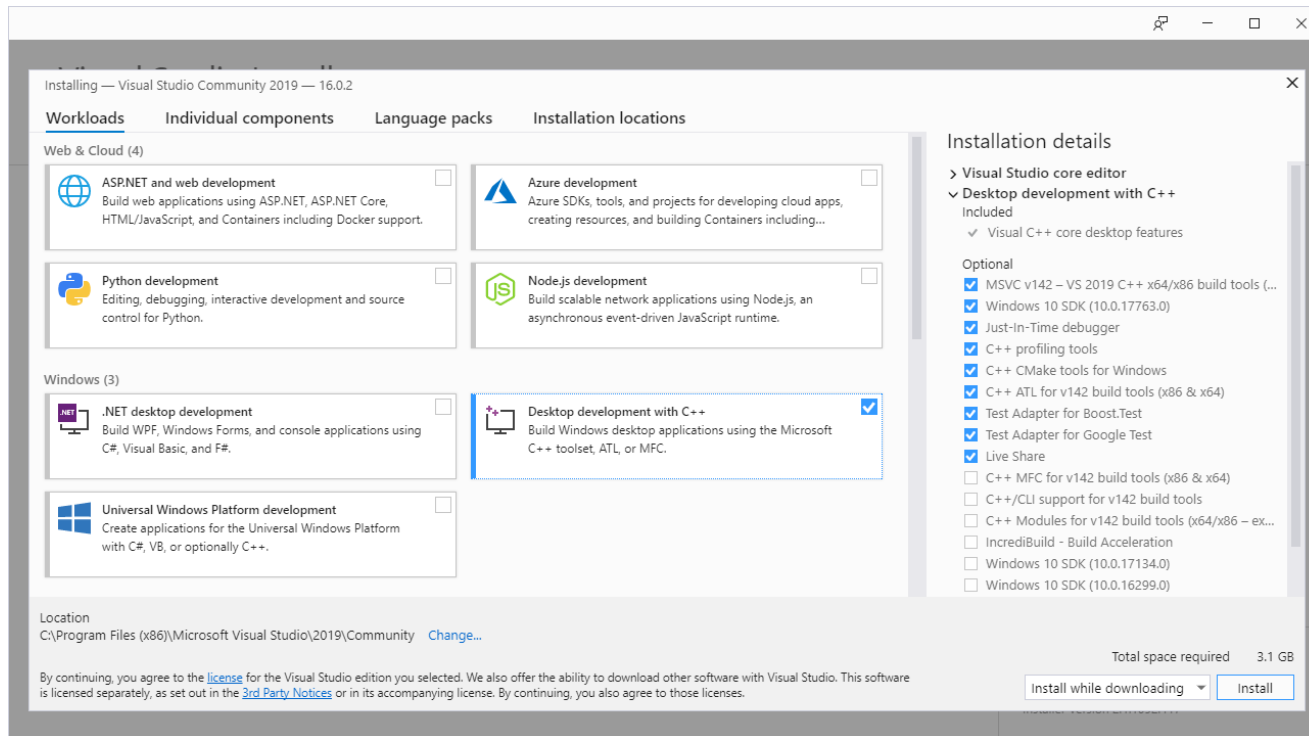 Installing — Visual Studio Community 2019 — 16.0.2
Workloads
Individual components
Language packs
Installation locations
Web & Cloud (4)
ASP.NET and web development
Build web applications using ASP.NET, ASP.NET Core,
HTML/JavaScript, and Containers including Docker support.
Azure development
Azure SDKs, tools, and projects for developing cloud apps,
creating resources, and building Containers including...
Python development
Editing, debugging, interactive development and source
control for Python.
Node.js development
Build scalable network applications using Node.js, an
asynchronous event-driven JavaScript runtime.
Windows (3)
.NET
.NET desktop development
Build WPF, Windows Forms, and console applications using
C#, Visual Basic, and F#.
Desktop development with C++
Build Windows desktop applications using the Microsoft
C++ toolset, ATL, or MFC.
Universal Windows Platform development
Create applications for the Universal Windows Platform
with C#, VB, or optionally C++.
Installation details
Visual Studio core editor
Desktop development with C++
Included
Visual C++ core desktop features
Optional
MSVC v142 – VS 2019 C++ x64/x86 build tools (...
Windows 10 SDK (10.0.17763.0)
Just-In-Time debugger
C++ profiling tools
C++ CMake tools for Windows
C++ ATL for v142 build tools (x86 & x64)
Test Adapter for Boost.Test
Test Adapter for Google Test
Live Share
C++ MFC for v142 build tools (x86 & x64)
C++/CLI support for v142 build tools
C++ Modules for v142 build tools (x64/x86 – ex...
IncrediBuild - Build Acceleration
Windows 10 SDK (10.0.17134.0)
Windows 10 SDK (10.0.16299.0)
Location
C:\Program Files (x86)\Microsoft Visual Studio\2019\Community Change...
By continuing, you agree to the license for the Visual Studio edition you selected. We also offer the ability to download other software with Visual Studio. This software
is licensed separately, as set out in the 3rd Party Notices or in its accompanying license. By continuing, you also agree to those licenses.
Total space required 3.1 GB
Install while downloading
Install